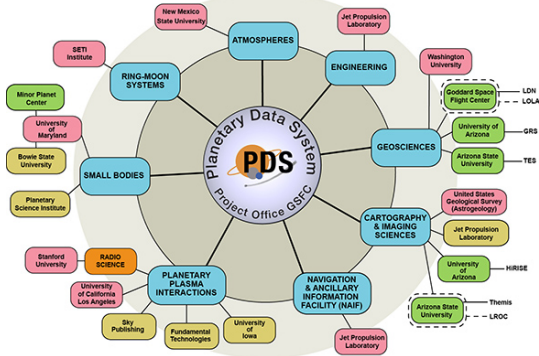 New Mexico
State University
ATMOSPHERES
Jet Propulsion
Laboratory
ENGINEERING
SETI
Institute
RING-MOON
SYSTEMS
Washington
University
Minor Planet
Center
University
of
Maryland
Bowie State
University
SMALL BODIES
Planetary
Science Institute
Planetary Data System
PDS
Project Office GSFC
GEOSCIENCES
Goddard Space
Flight Center
LDN
LOLA
University of
Arizona
GRS
Arizona State
University
TES
CARTOGRAPHY
& IMAGING
SCIENCES
United States
Geological Survey
(Astrogeology)
Jet Propulsion
Laboratory
University
of
Arizona
HiRISE
Arizona State
University
Themis
LROC
Stanford
University
RADIO
SCIENCE
University
of California
Los Angeles
PLANETARY
PLASMA
INTERACTIONS
Sky
Publishing
Fundamental
Technologies
University
of
Iowa
NAVIGATION
& ANCILLARY
INFORMATION
FACILITY (NAIF)
Jet Propulsion
Laboratory